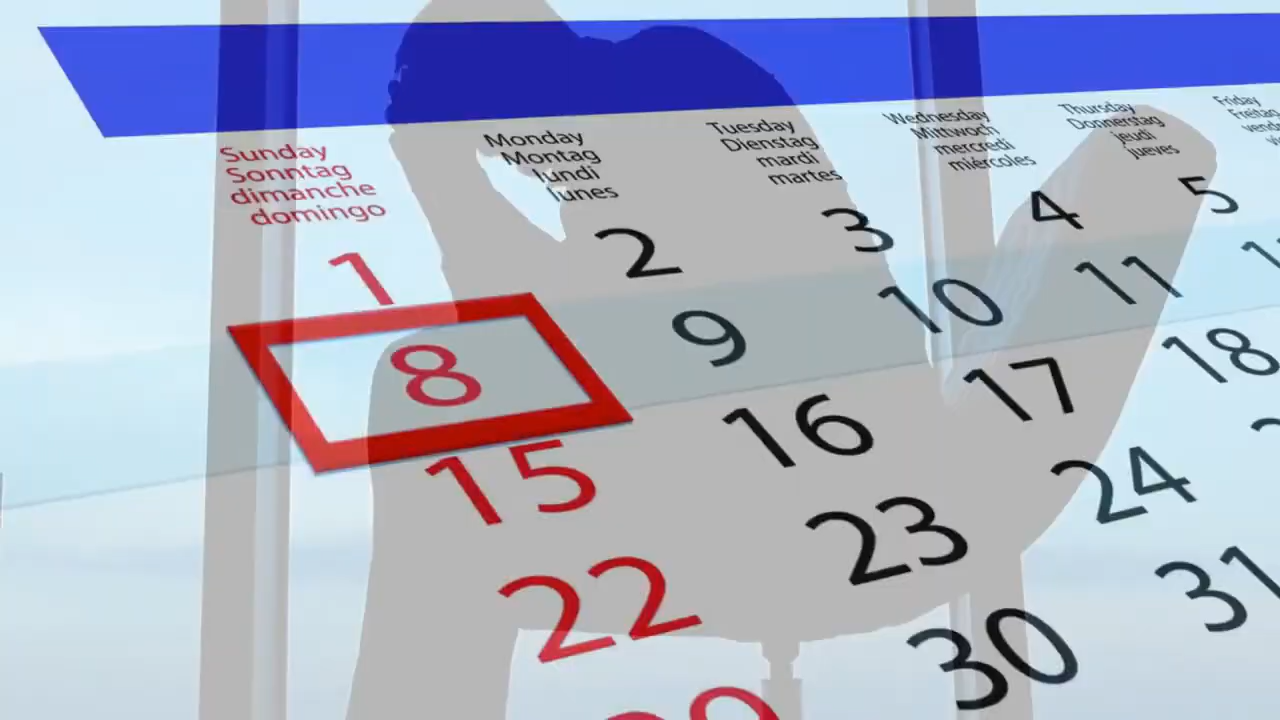 Sunday Monday Tuesday Wednesday Thursday Friday
Sonntag Montag Dienstag Mittwoch Donnerstag
dimanche lundi mardi mercredi jeudi
domingo lunes martes miércoles jueves
1 2 3 4 5
8 9 10 11
15 16 17 18
22 23 24
30 31